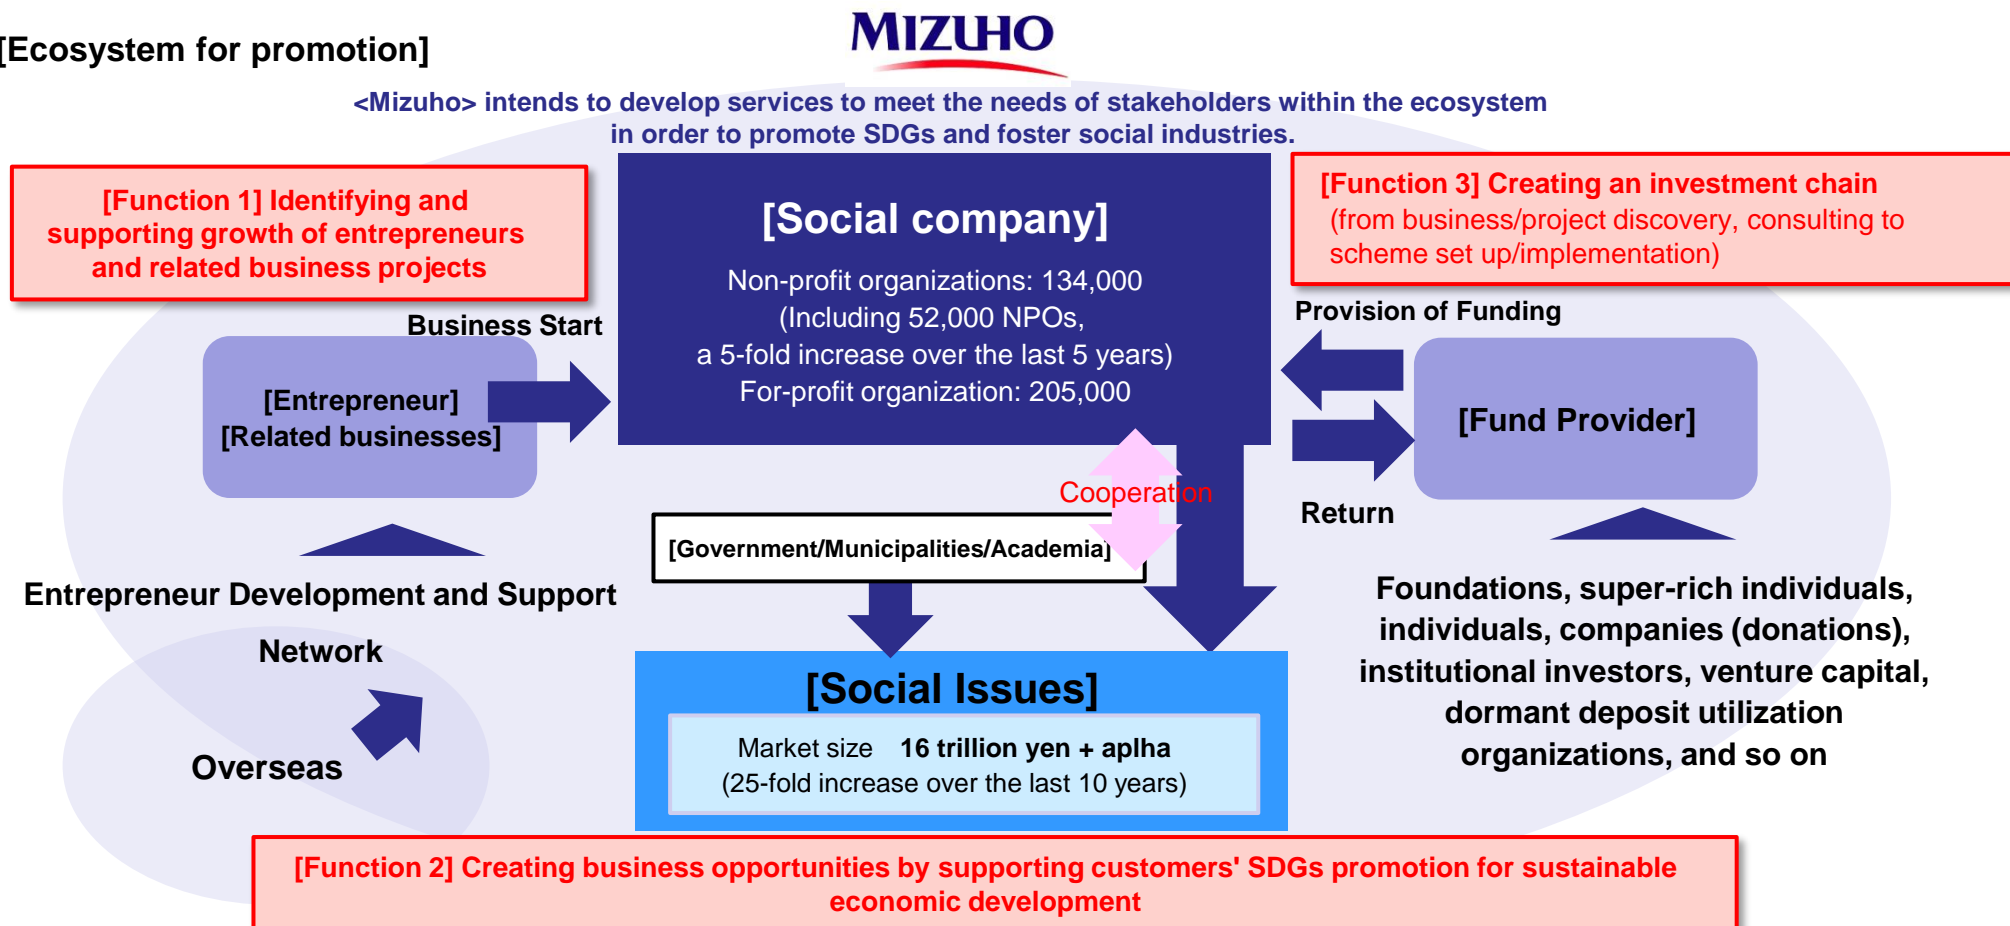 [Ecosystem for promotion]
MIZUHO
<Mizuho> intends to develop services to meet the needs of stakeholders within the ecosystem
in order to promote SDGs and foster social industries.
[Function 1] Identifying and
supporting growth of entrepreneurs
and related business projects
[Social company]
Non-profit organizations: 134,000
(Including 52,000 NPOs,
a 5-fold increase over the last 5 years)
For-profit organization: 205,000
[Function 3] Creating an investment chain
(from business/project discovery, consulting to
scheme set up/implementation)
Business Start
Provision of Funding
[Entrepreneur]
[Related businesses]
[Fund Provider]
Cooperation
Return
[Government/Municipalities/Academia]
Entrepreneur Development and Support
Network
Overseas
Foundations, super-rich individuals,
individuals, companies (donations),
institutional investors, venture capital,
dormant deposit utilization
organizations, and so on
[Social Issues]
Market size 16 trillion yen + aplha
(25-fold increase over the last 10 years)
[Function 2] Creating business opportunities by supporting customers' SDGs promotion for sustainable
economic development